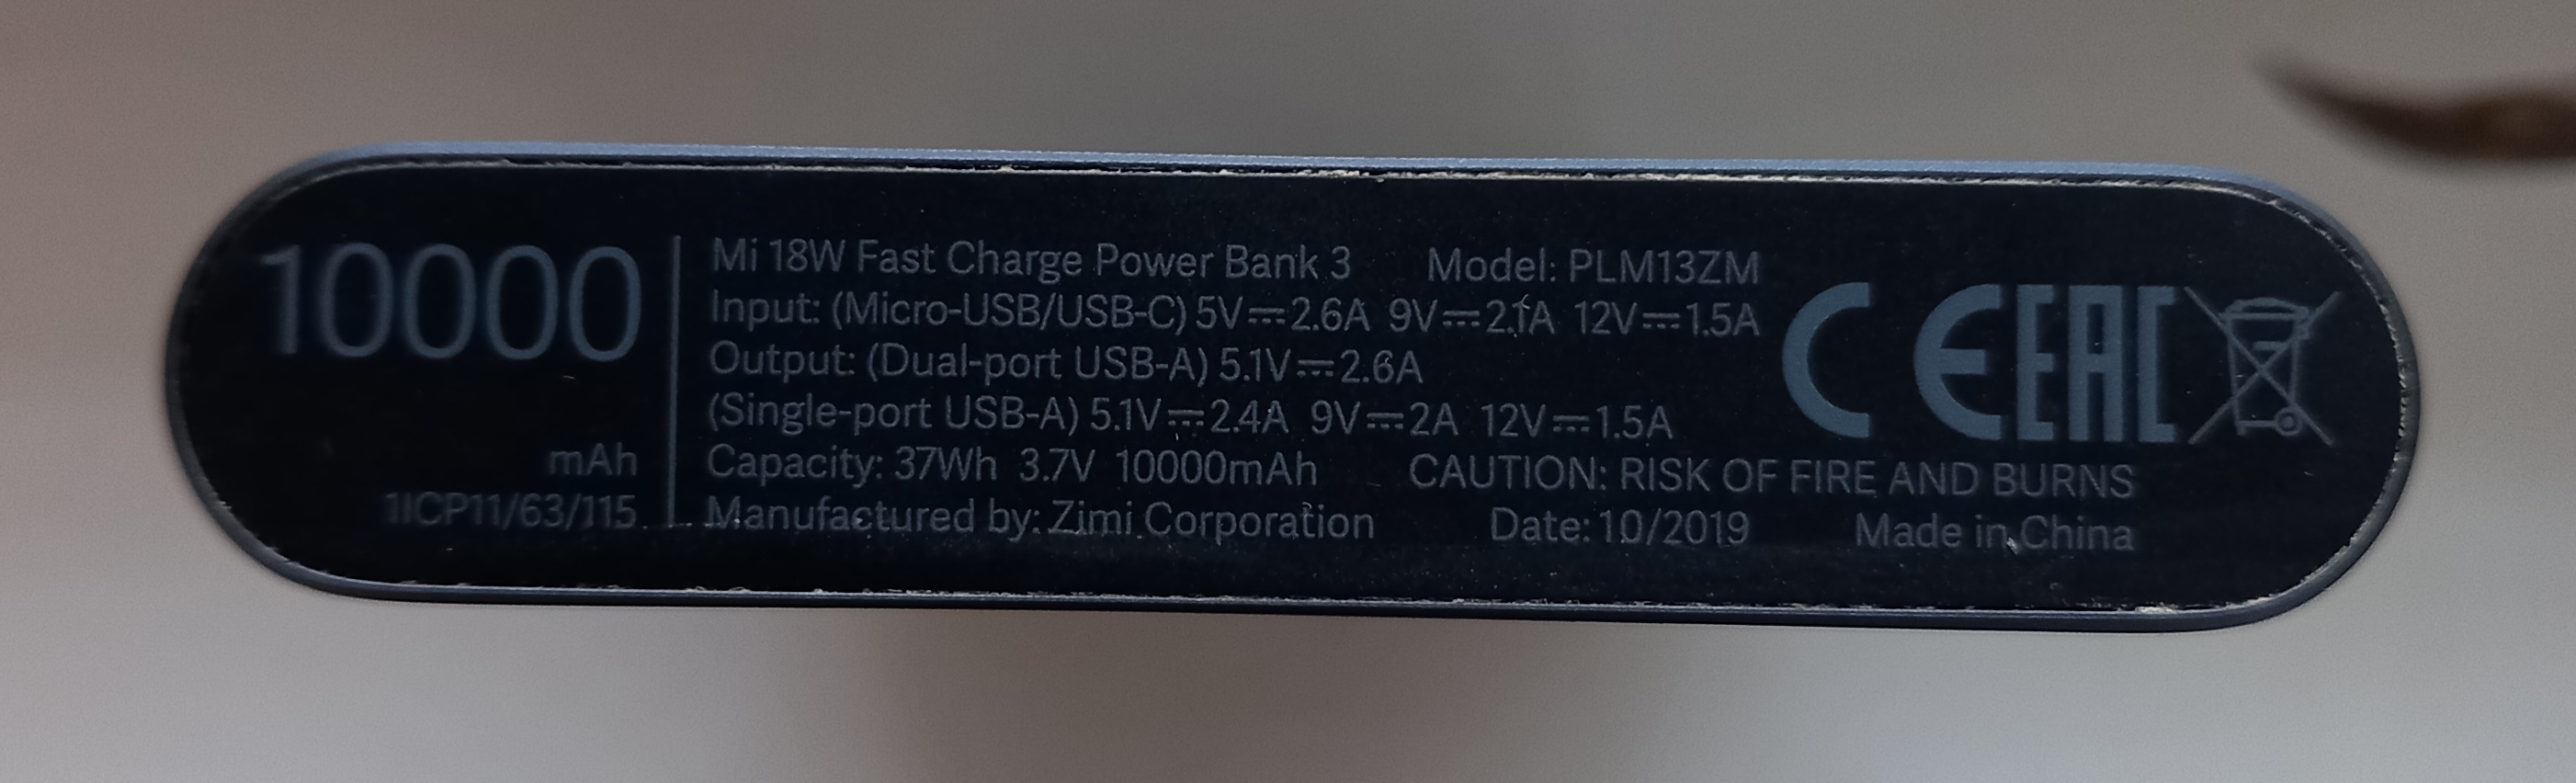 10000
mAh
1ICP11/63/115
Mi 18W Fast Charge Power Bank 3 Model: PLM13ZM
Input: (Micro-USB/USB-C) 5V⎓2.6A 9V⎓2.1A 12V⎓1.5A
Output: (Dual-port USB-A) 5.1V⎓2.6A
(Single-port USB-A) 5.1V⎓2.4A 9V⎓2A 12V⎓1.5A
Capacity: 37Wh 3.7V 10000mAh CAUTION: RISK OF FIRE AND BURNS
Manufactured by: Zimi Corporation Date: 10/2019 Made in China
CE EAC